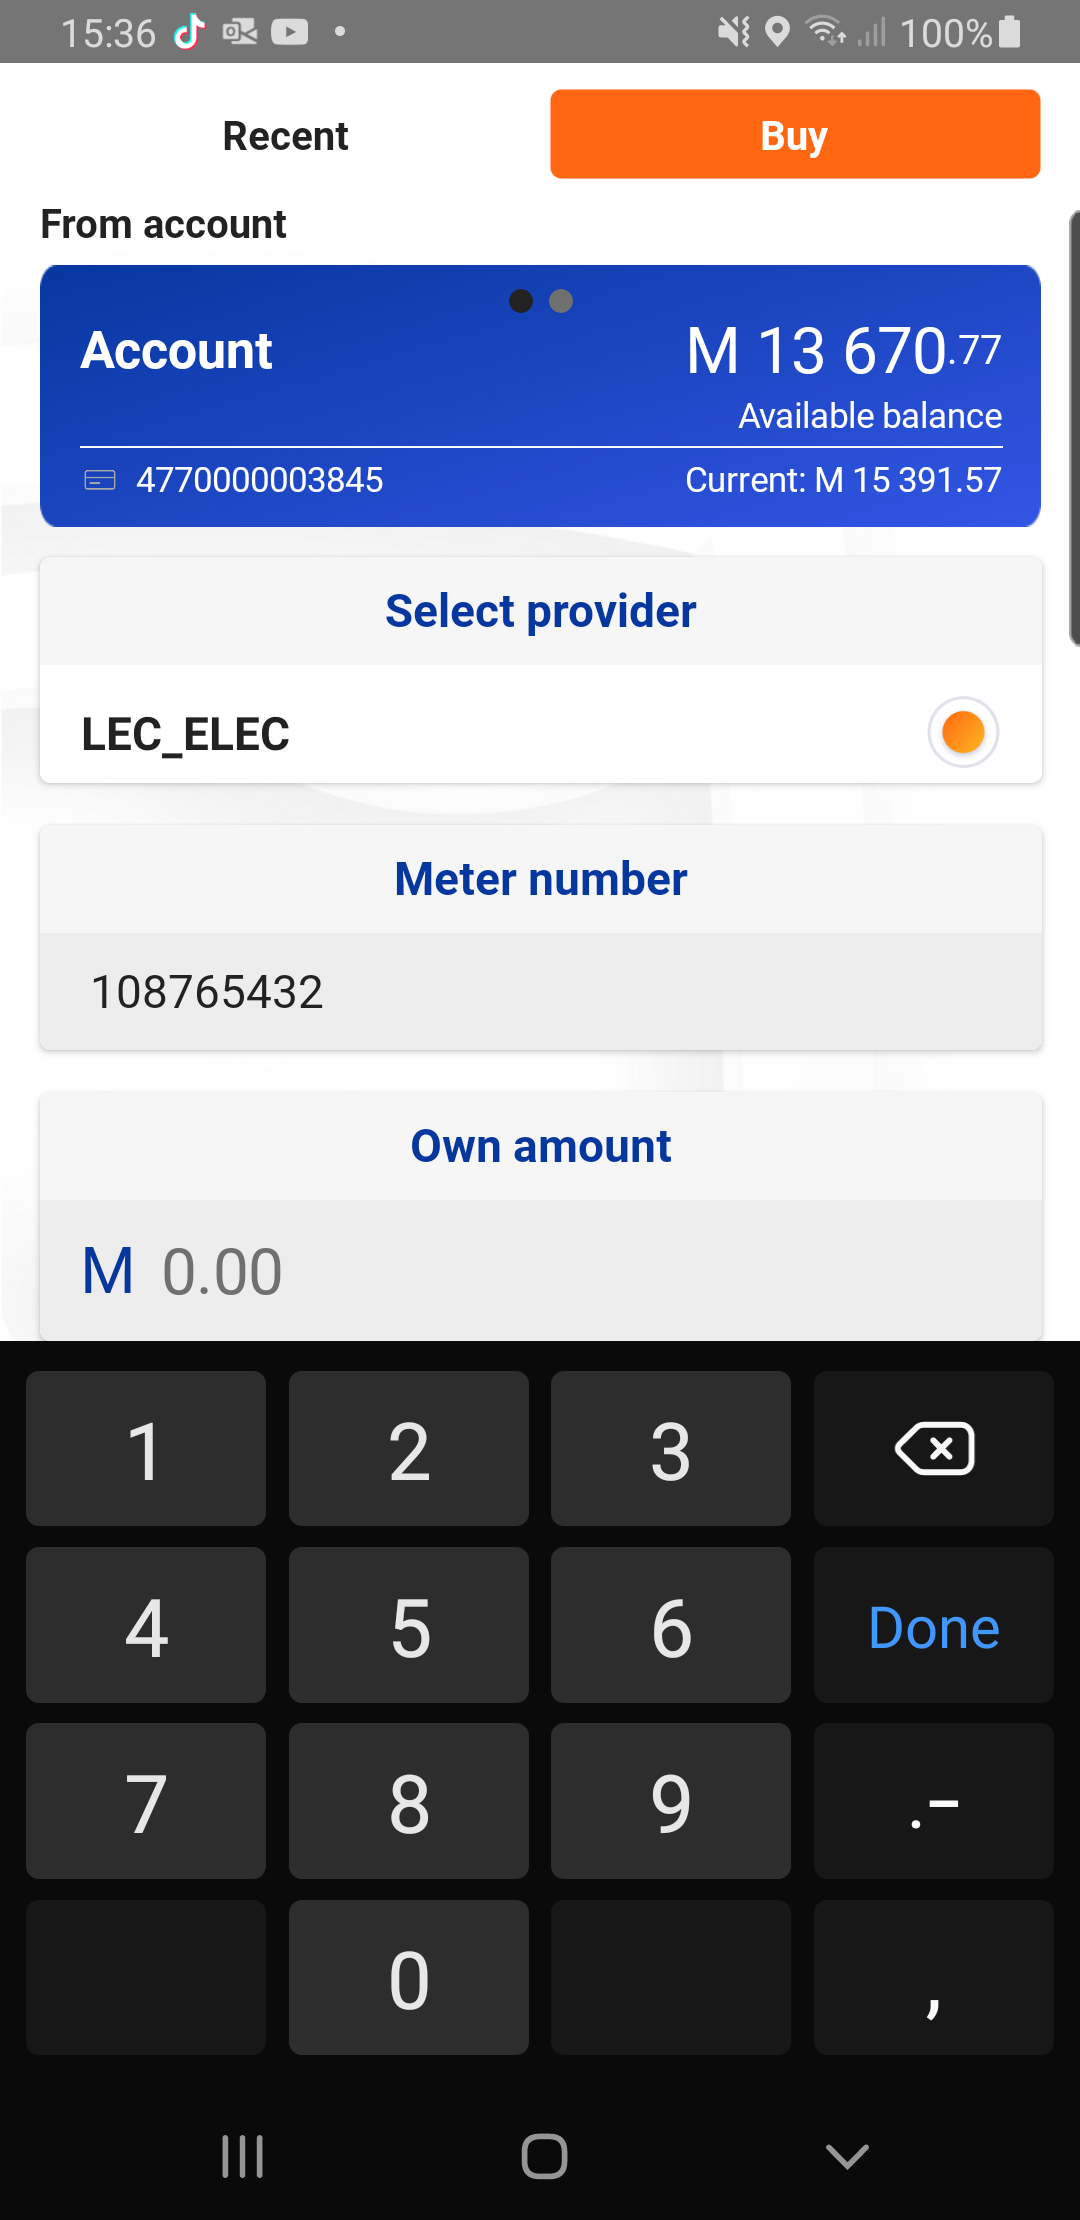 15:36 100%
Recent Buy
From account
Account M 13 670.77
Available balance
4770000003845 Current: M 15 391.57
Select provider
LEC_ELEC
Meter number
108765432
Own amount
M 0.00
1 2 3
4 5 6 Done
7 8 9 .-
0 ,